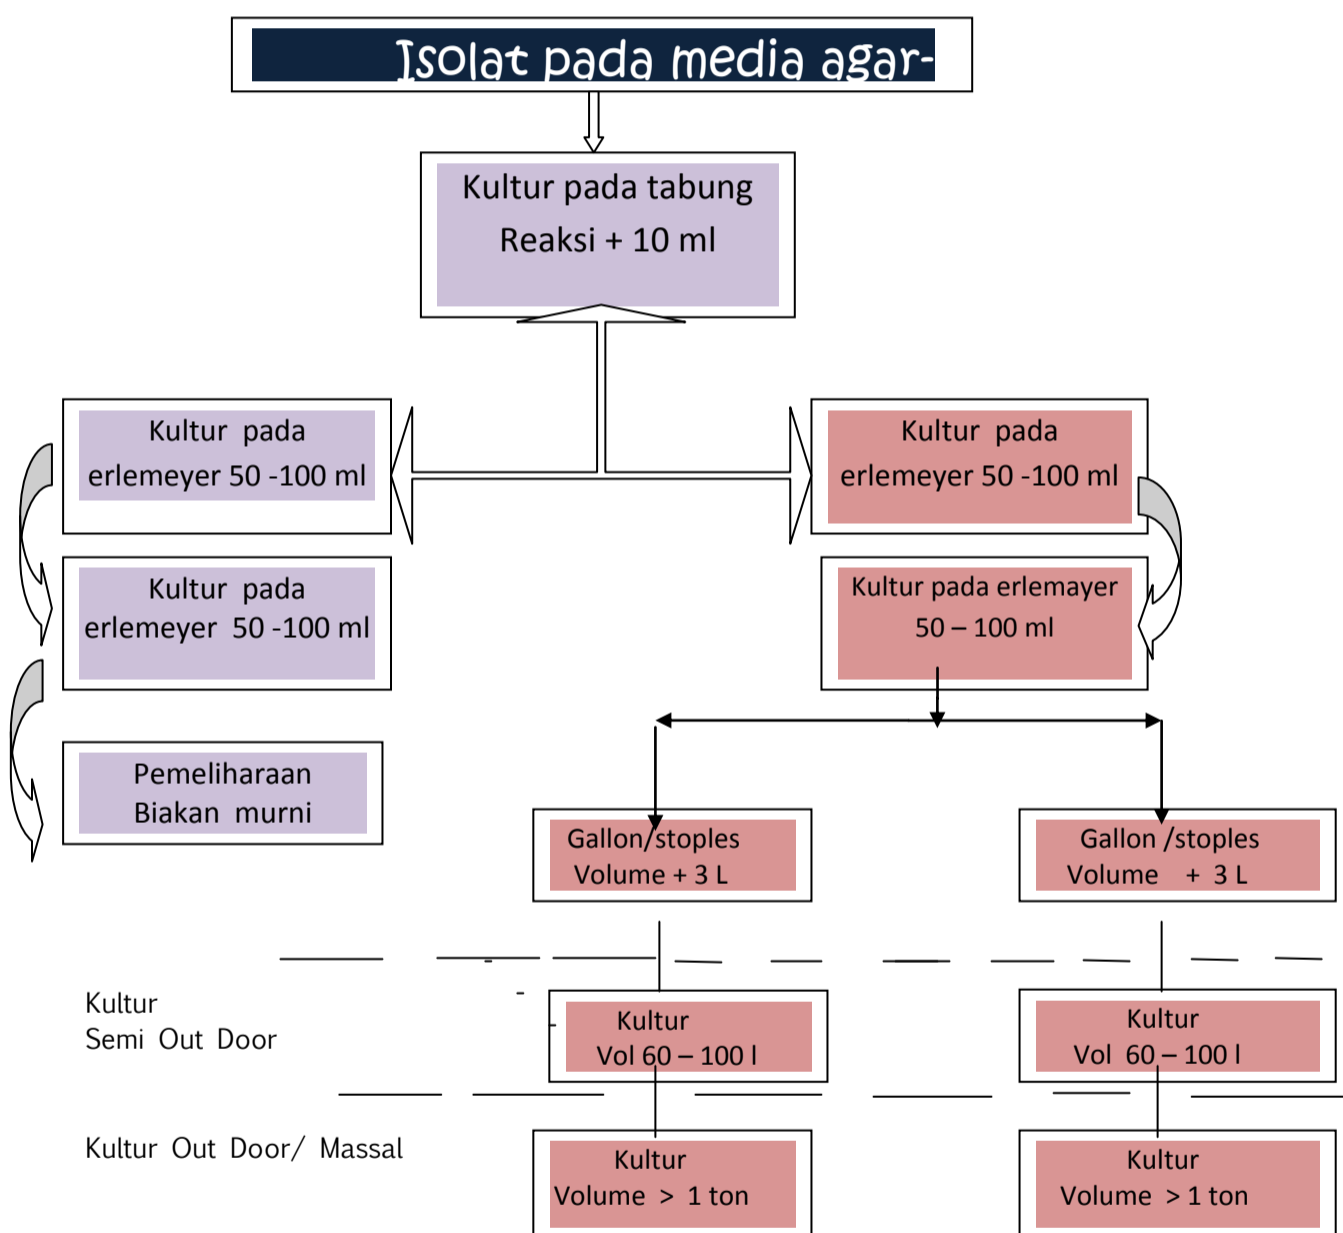 Isolat pada media agar-
Kultur pada tabung
Reaksi + 10 ml
Kultur pada
erlemeyer 50 -100 ml
Kultur pada
erlemeyer 50 -100 ml
Kultur pada
erlemeyer 50 -100 ml
Kultur pada erlemayer
50 – 100 ml
Pemeliharaan
Biakan murni
Gallon/stoples
Volume + 3 L
Gallon /stoples
Volume + 3 L
Kultur
Semi Out Door
Kultur
Vol 60 – 100 l
Kultur
Vol 60 – 100 l
Kultur Out Door/ Massal
Kultur
Volume > 1 ton
Kultur
Volume > 1 ton